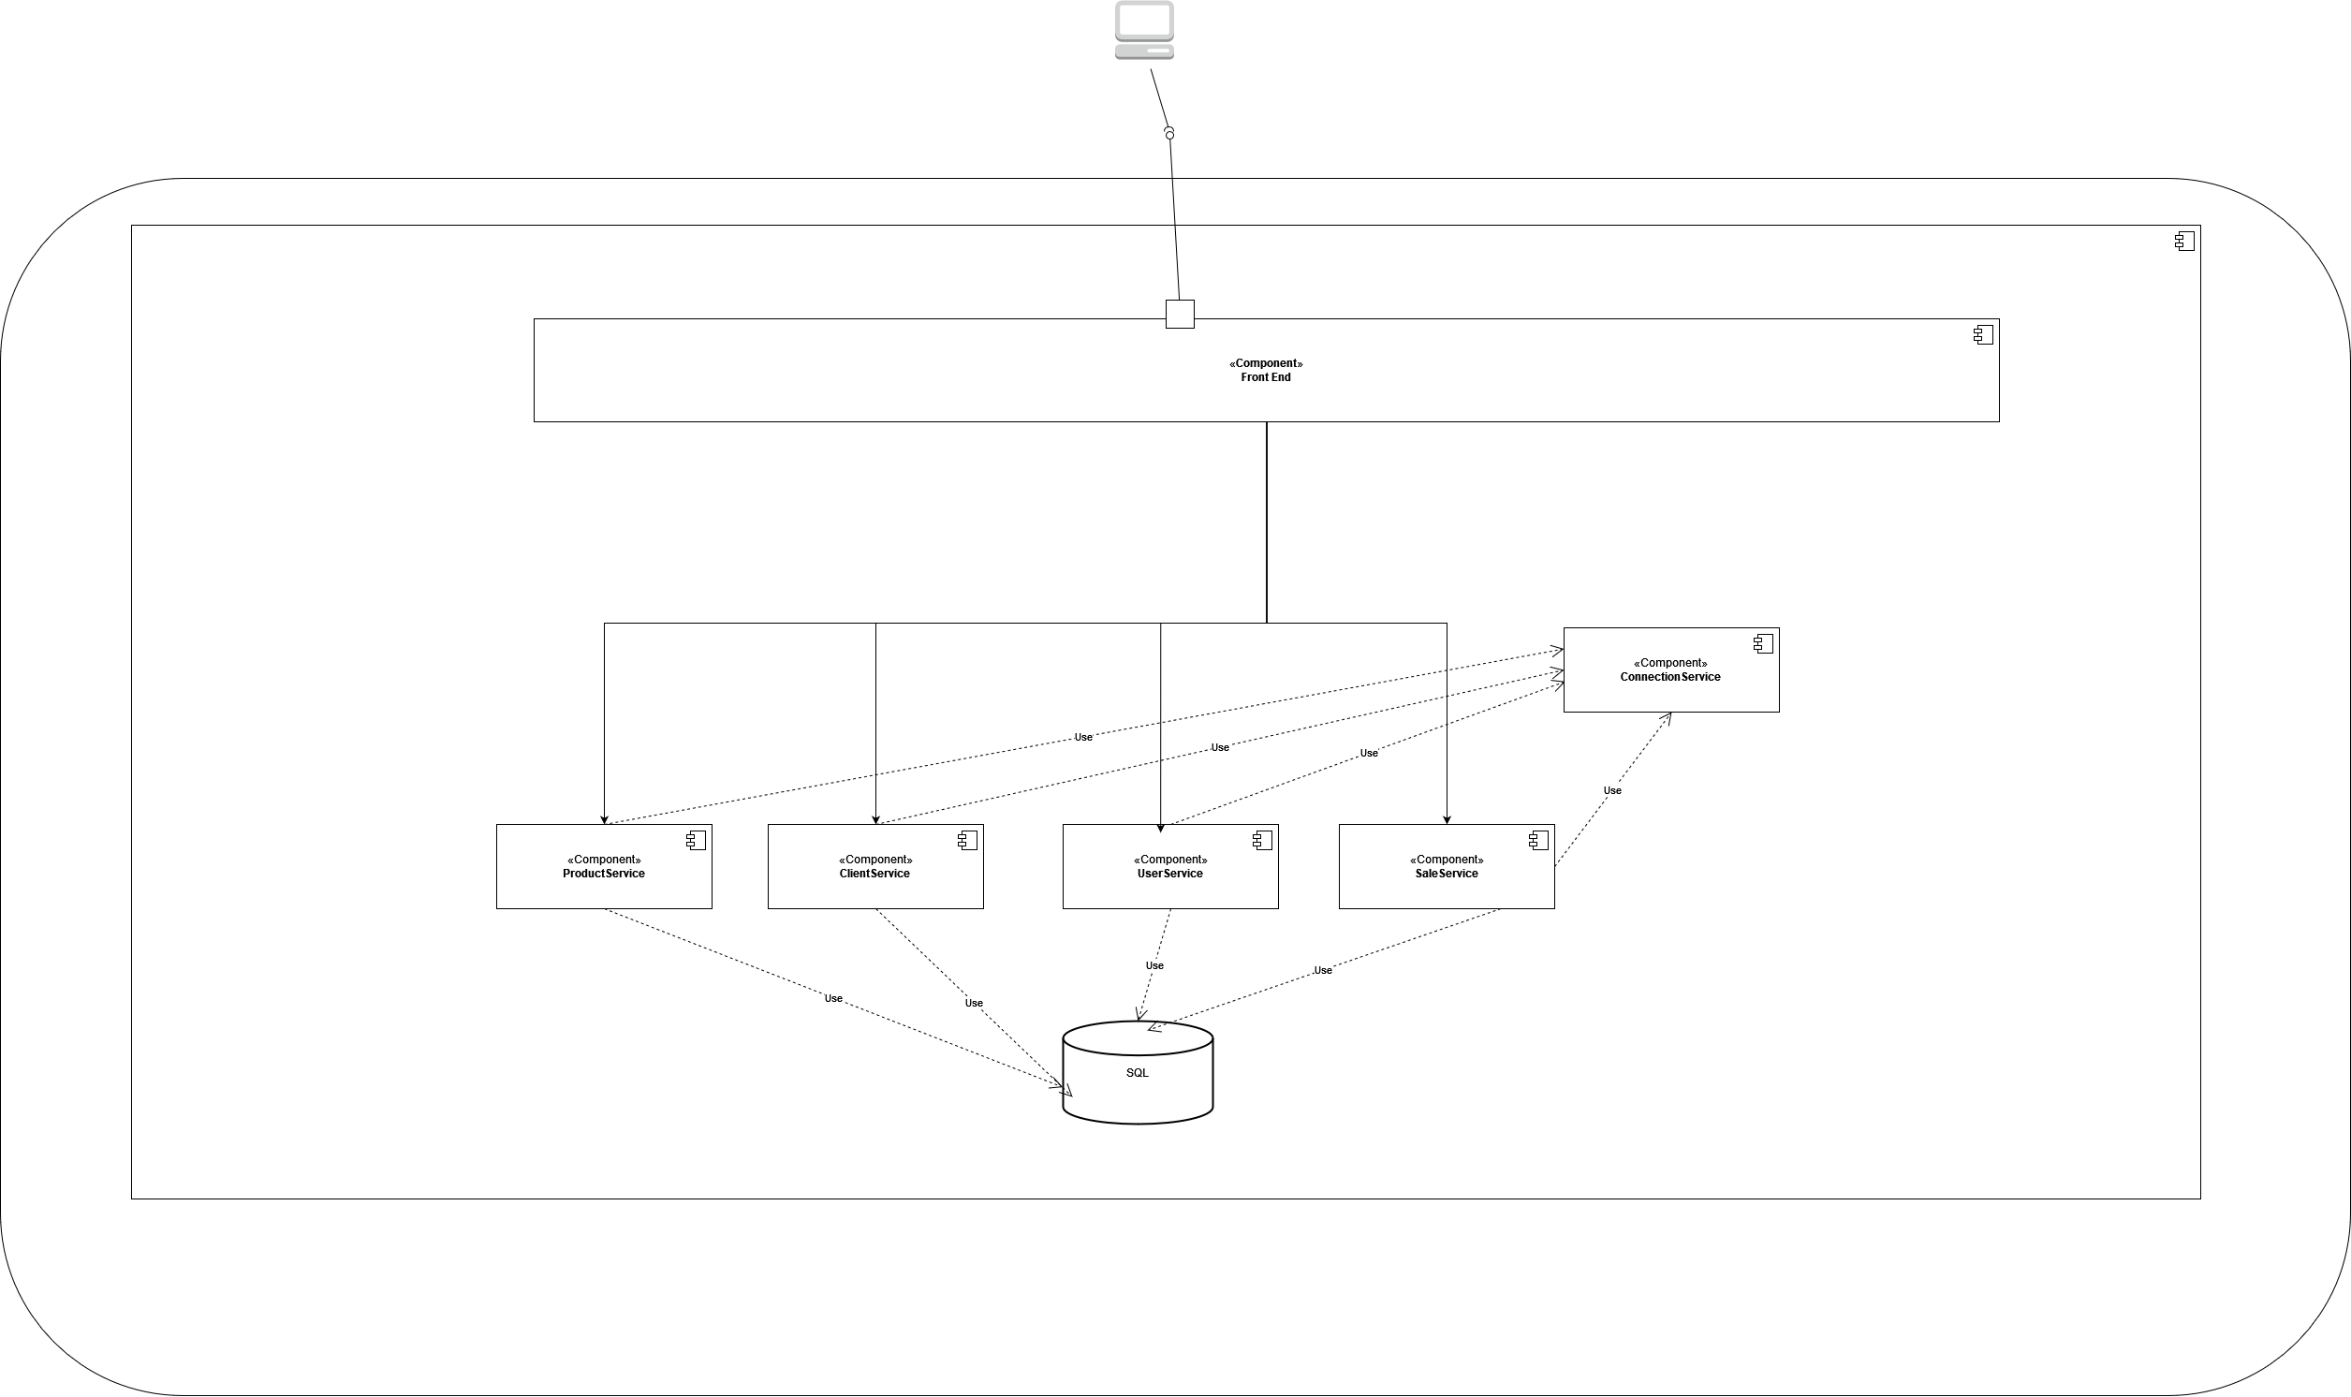 «Component»
Front End
«Component»
ConnectionService
Use
Use
Use
Use
«Component»
ProductService
«Component»
ClientService
«Component»
UserService
«Component»
SaleService
Use
Use
Use
Use
SQL